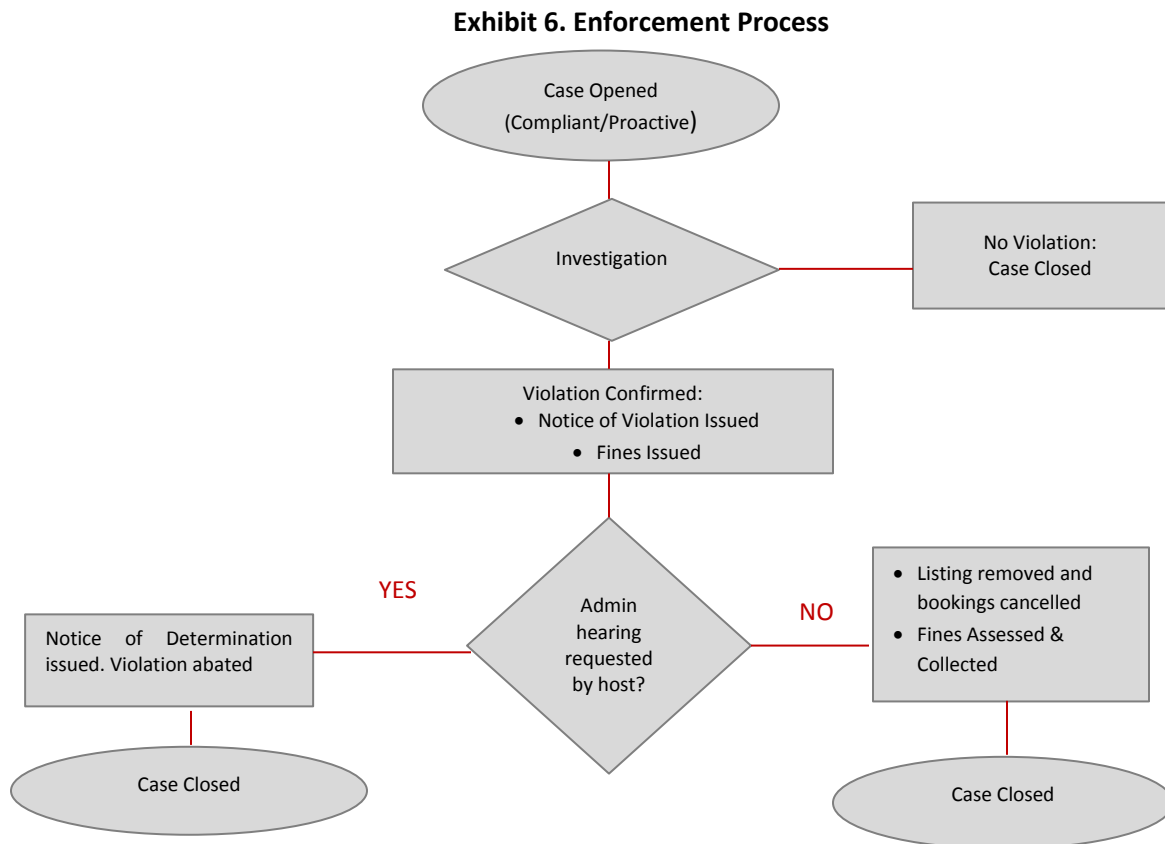 Exhibit 6. Enforcement Process
Case Opened
(Compliant/Proactive)
Investigation
No Violation:
Case Closed
Violation Confirmed:
• Notice of Violation Issued
• Fines Issued
YES
Admin
hearing
requested
by host?
NO
• Listing removed and
bookings cancelled
• Fines Assessed &
Collected
Notice of Determination
issued. Violation abated
Case Closed
Case Closed